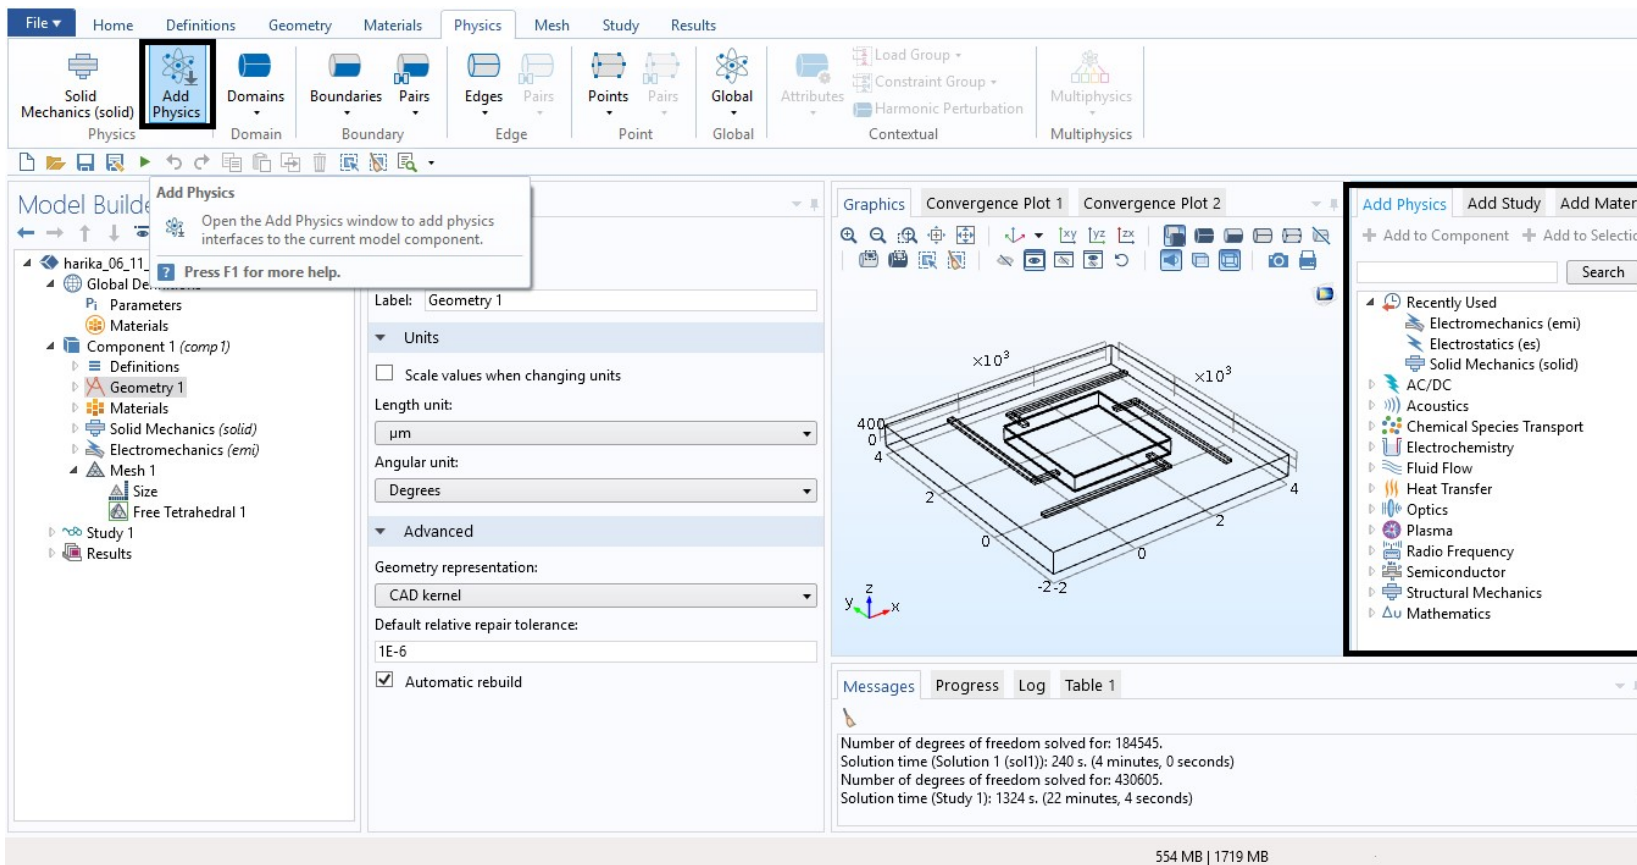 File
Home
Definitions
Geometry
Materials
Physics
Mesh
Study
Results
Solid
Mechanics (solid)
Add
Physics
Domains
Boundaries
Pairs
Edges
Pairs
Points
Pairs
Global
Attributes
Load Group
Constraint Group
Harmonic Perturbation
Multiphysics
Physics
Domain
Boundary
Edge
Point
Global
Contextual
Multiphysics
Add Physics
Open the Add Physics window to add physics
interfaces to the current model component.
Press F1 for more help.
Model Builde
harika_06_11_
Global De
Pi Parameters
Materials
Component 1 (comp1)
Definitions
Geometry 1
Materials
Solid Mechanics (solid)
Electromechanics (emi)
Mesh 1
Size
Free Tetrahedral 1
Study 1
Results
Label: Geometry 1
Units
Scale values when changing units
Length unit:
µm
Angular unit:
Degrees
Advanced
Geometry representation:
CAD kernel
Default relative repair tolerance:
1E-6
Automatic rebuild
Graphics
Convergence Plot 1
Convergence Plot 2
xy yz zx
×10³
×10³
400
0
4
2
0
-2
-2
0
2
4
z
y
x
Messages
Progress
Log
Table 1
Number of degrees of freedom solved for: 184545.
Solution time (Solution 1 (sol1)): 240 s. (4 minutes, 0 seconds)
Number of degrees of freedom solved for: 430605.
Solution time (Study 1): 1324 s. (22 minutes, 4 seconds)
Add Physics
Add Study
Add Mater
Add to Component
Add to Selectio
Search
Recently Used
Electromechanics (emi)
Electrostatics (es)
Solid Mechanics (solid)
AC/DC
Acoustics
Chemical Species Transport
Electrochemistry
Fluid Flow
Heat Transfer
Optics
Plasma
Radio Frequency
Semiconductor
Structural Mechanics
Δu Mathematics
554 MB | 1719 MB